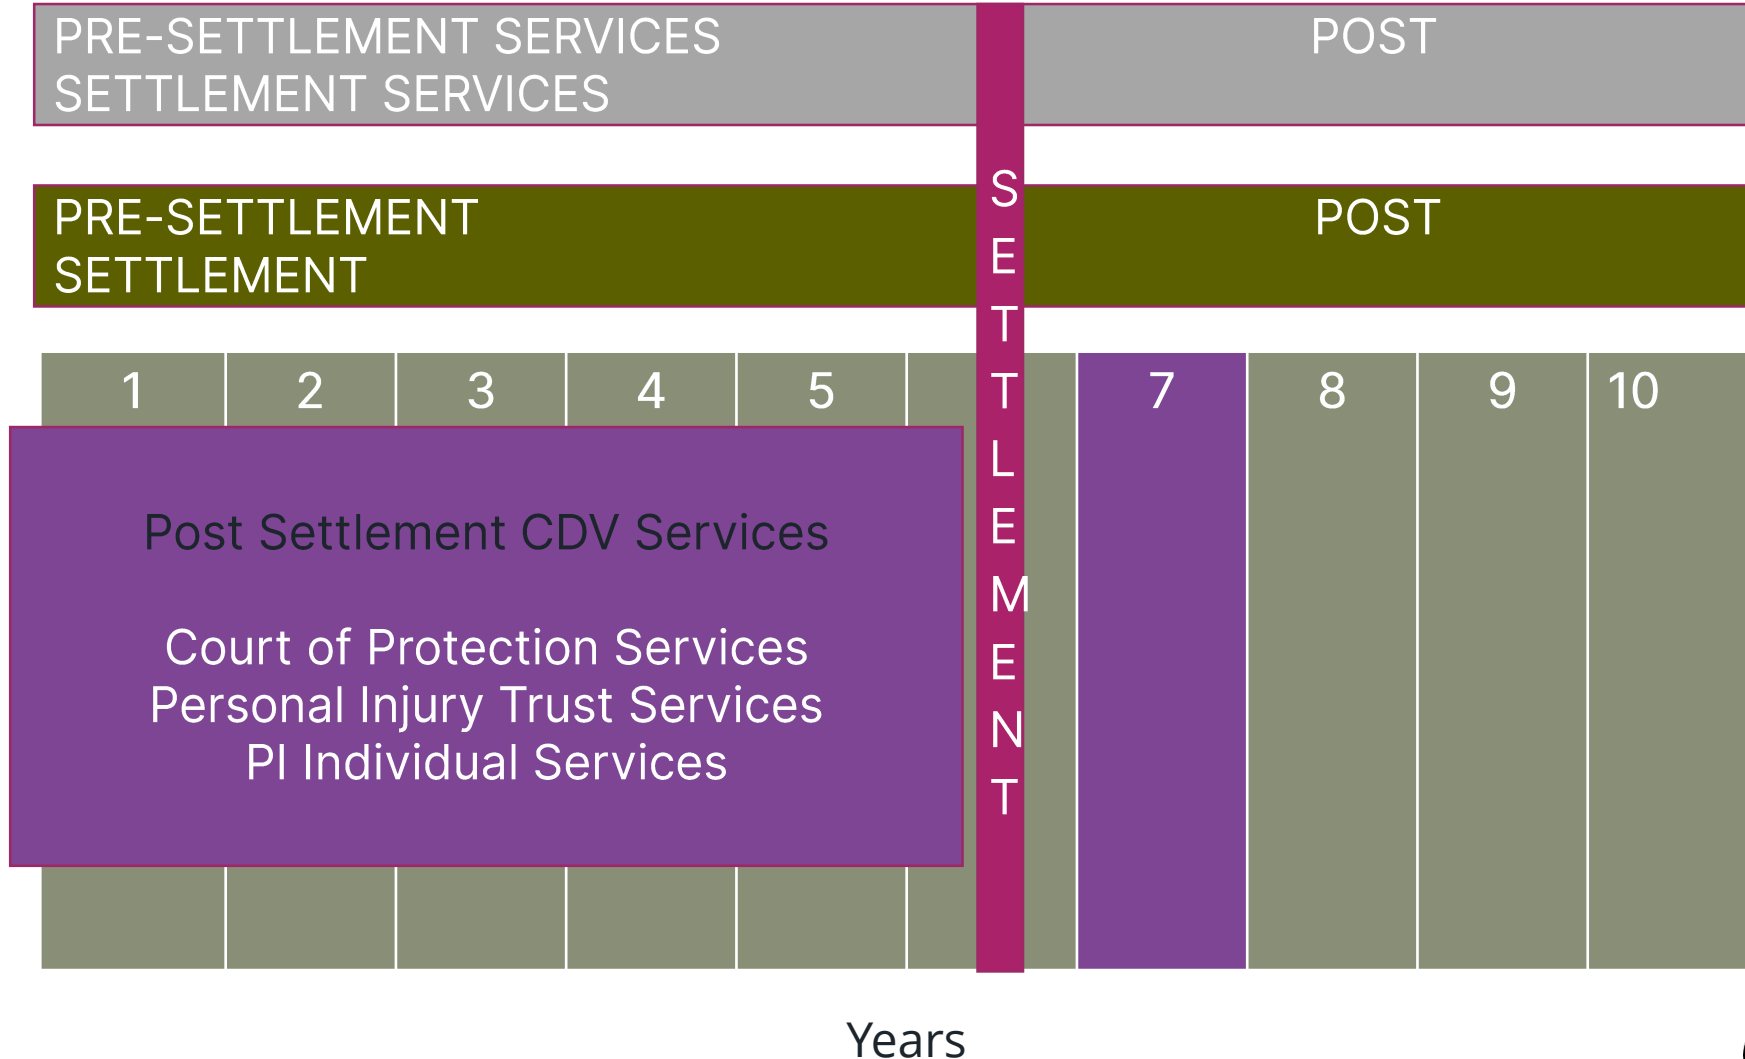 PRE-SETTLEMENT SERVICES POST
SETTLEMENT SERVICES
PRE-SETTLEMENT POST
SETTLEMENT
SETTLEMENT
1 2 3 4 5 7 8 9 10
Post Settlement CDV Services
Court of Protection Services
Personal Injury Trust Services
PI Individual Services
Years